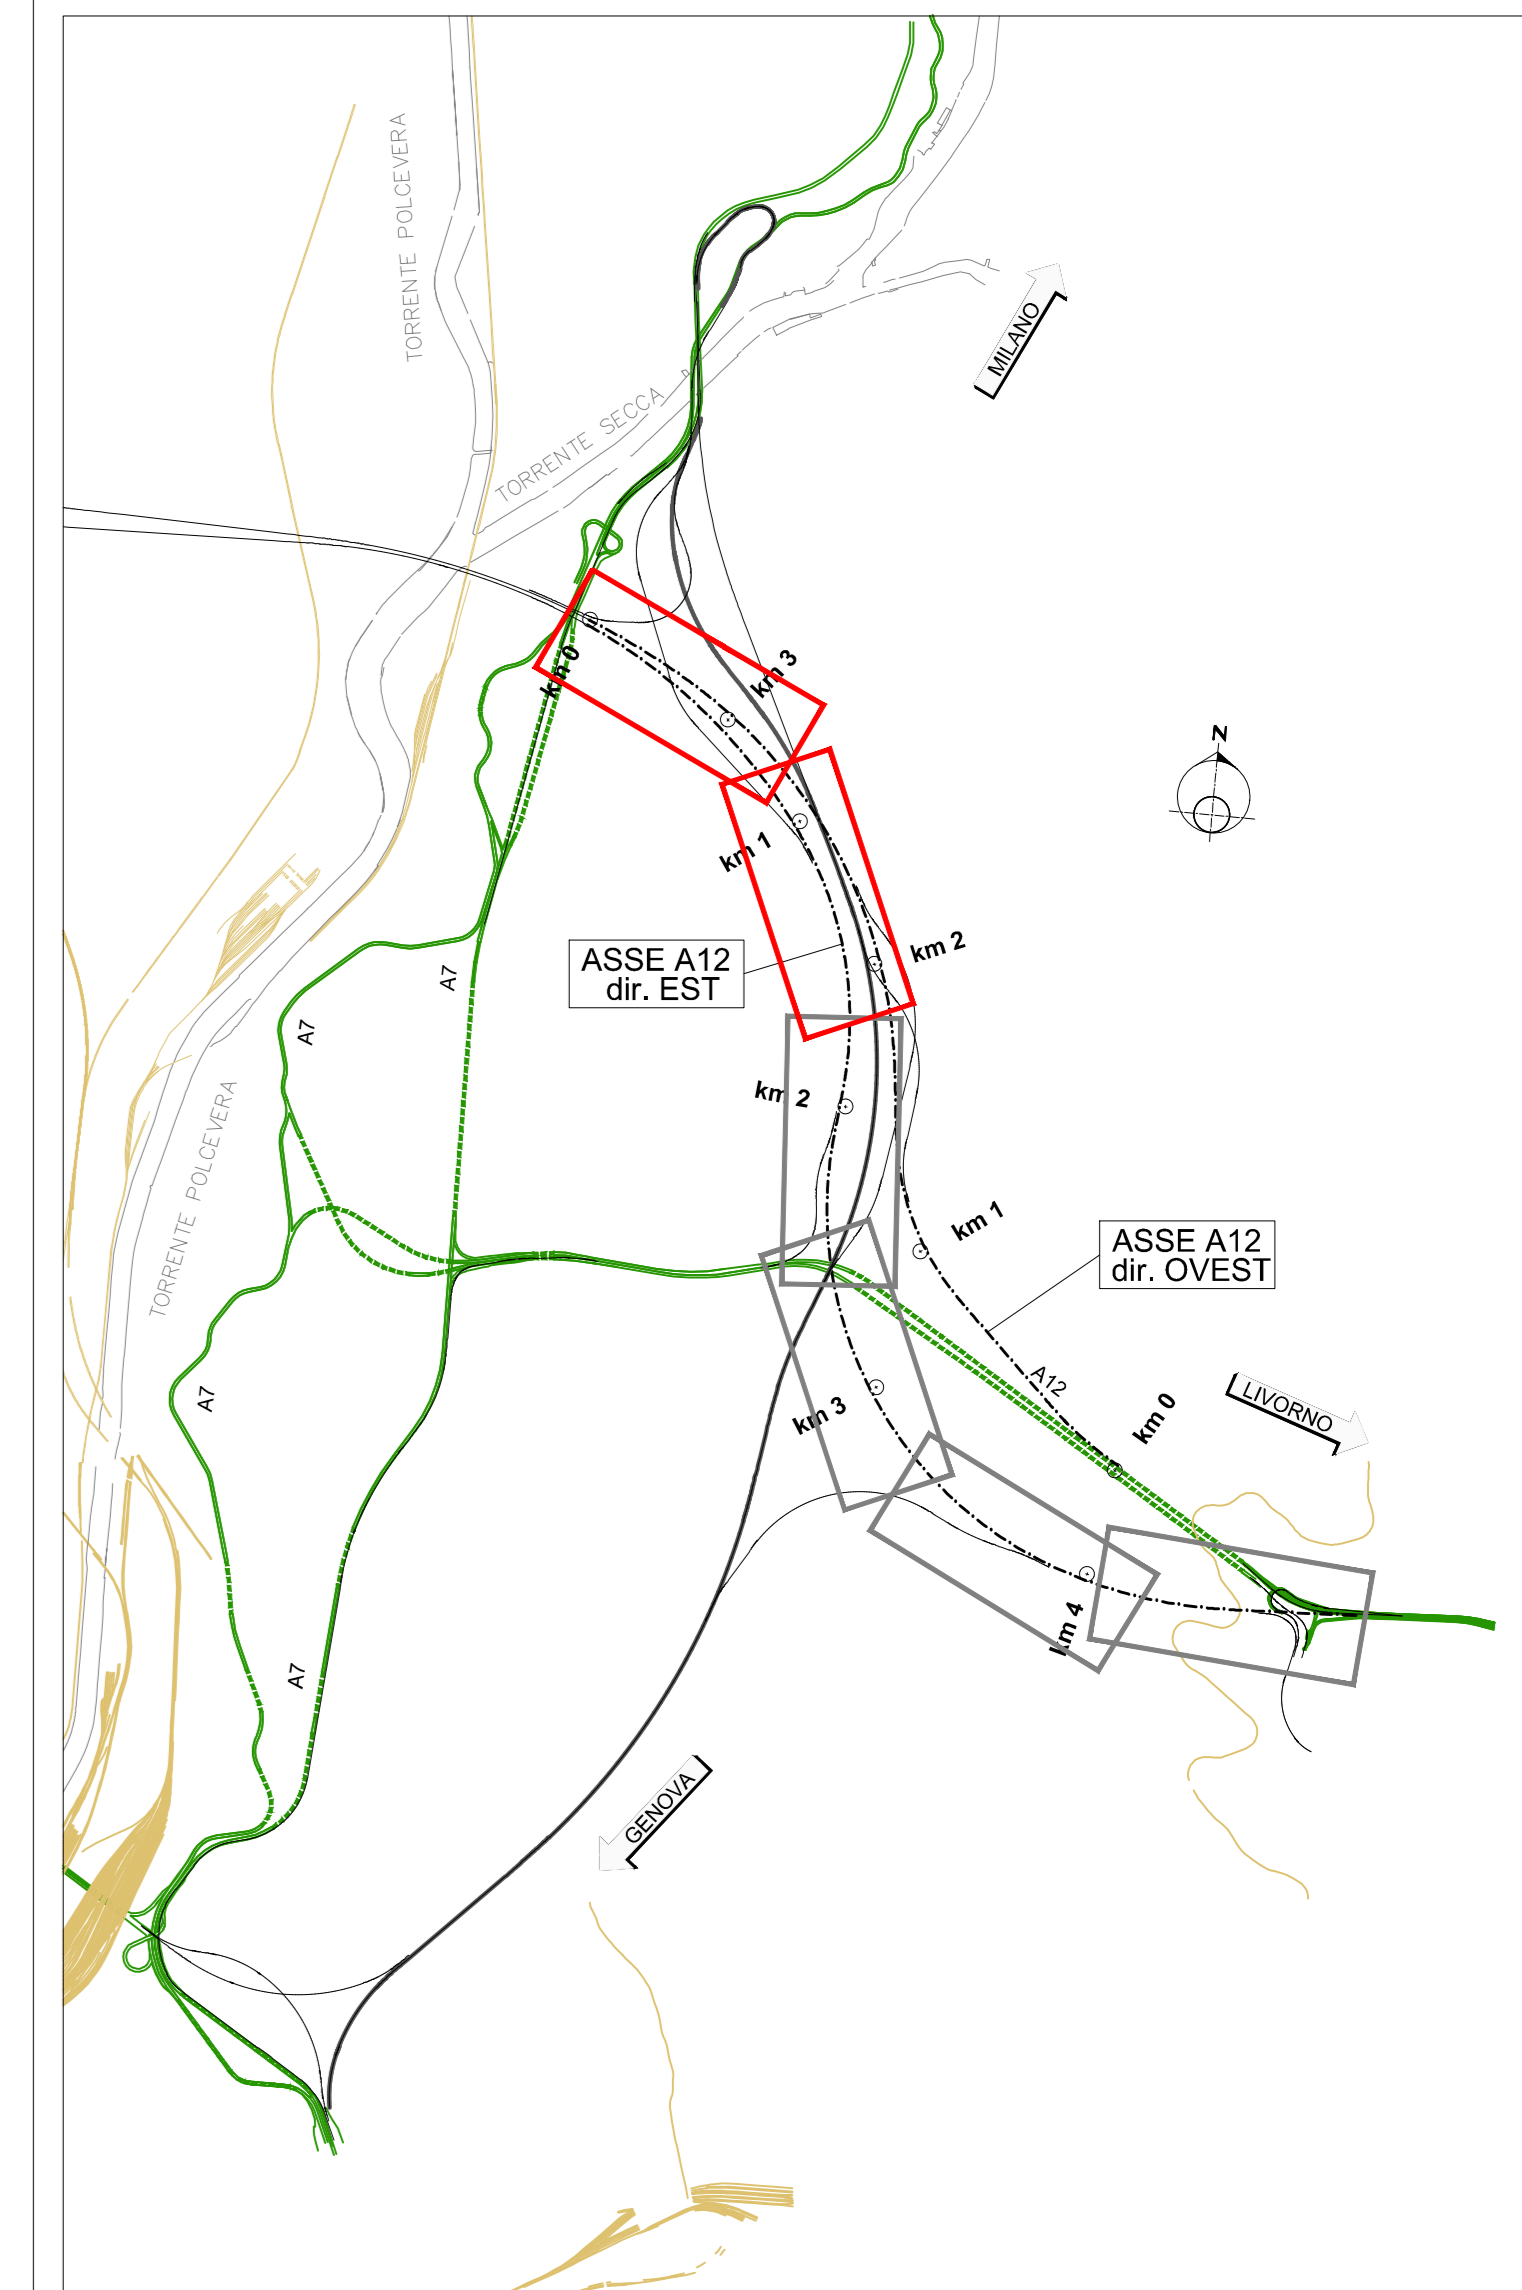 TORRENTE POLCEVERA
MILANO
TORRENTE SECCA
km 0
km 3
N
km 1
km 2
ASSE A12
dir. EST
A7
A7
km 2
TORRENTE POLCEVERA
km 1
ASSE A12
dir. OVEST
A12
A7
km 3
km 0
LIVORNO
km 4
A7
GENOVA